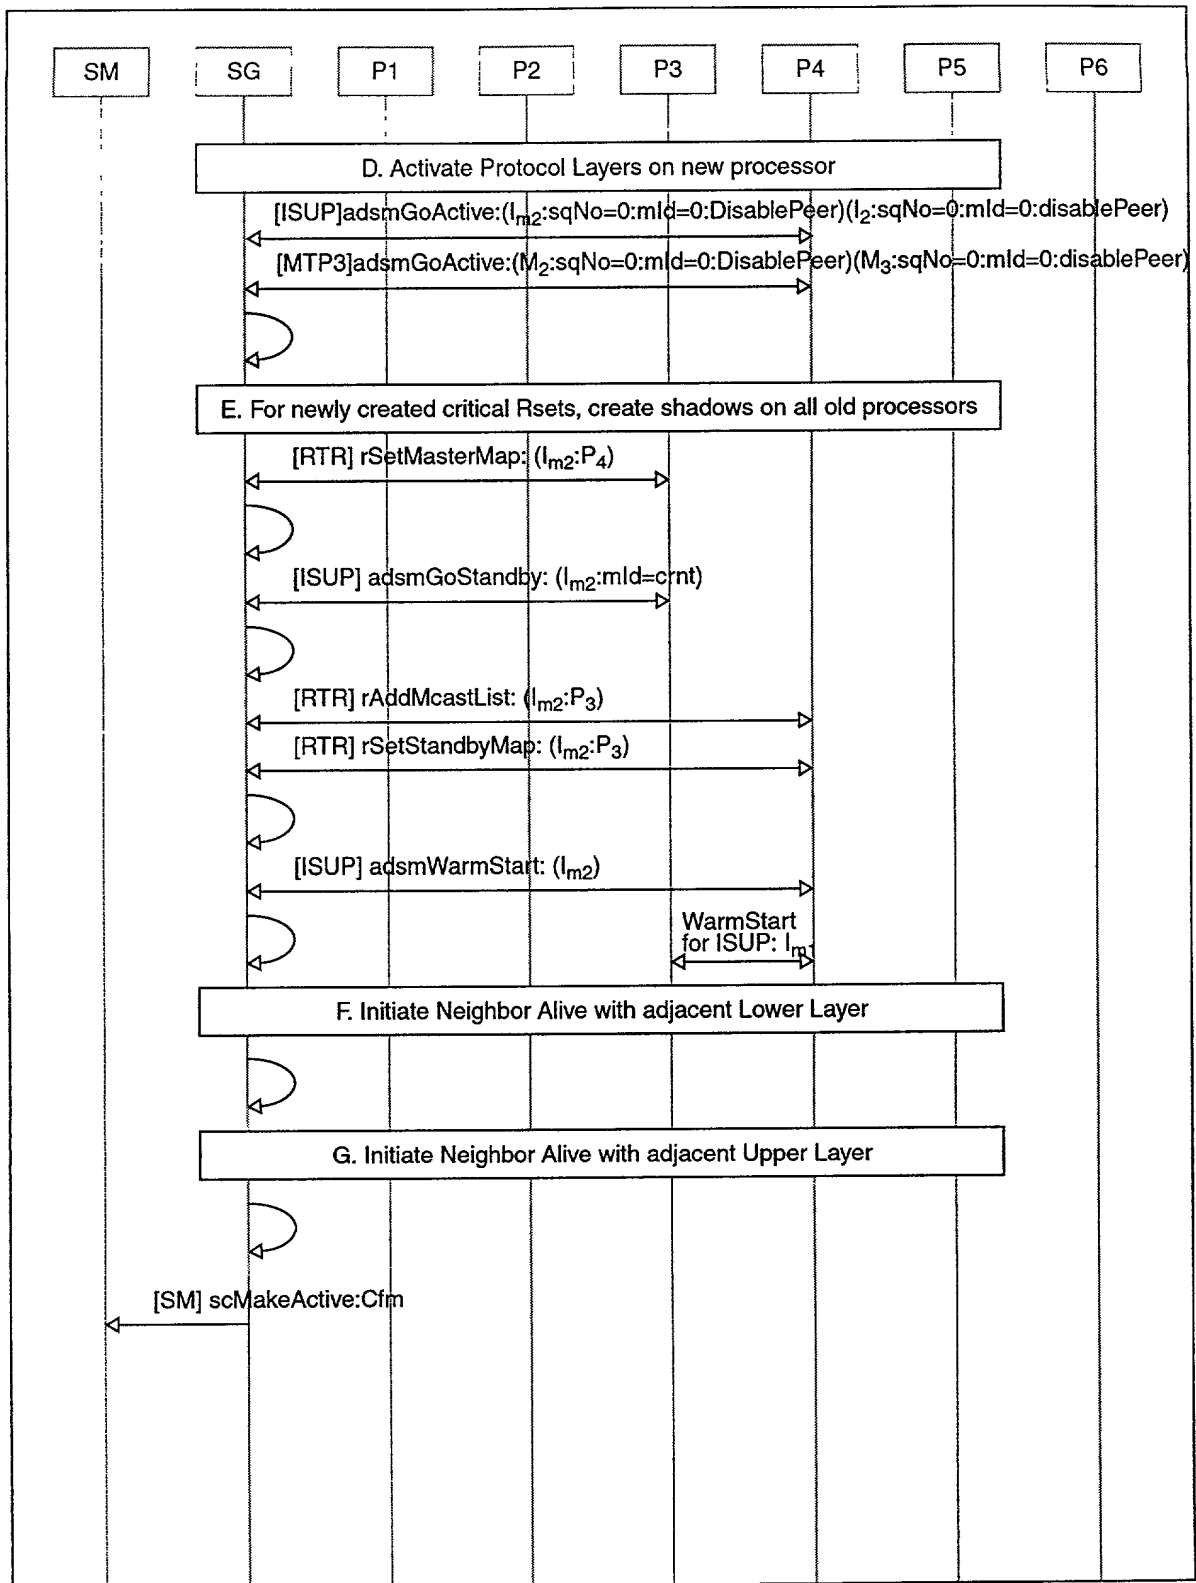 SM SG P1 P2 P3 P4 P5 P6
D. Activate Protocol Layers on new processor
[ISUP]adsmGoActive:(Im2:sqNo=0:mId=0:DisablePeer)(I2:sqNo=0:mId=0:disablePeer)
[MTP3]adsmGoActive:(M2:sqNo=0:mId=0:DisablePeer)(M3:sqNo=0:mId=0:disablePeer)
E. For newly created critical Rsets, create shadows on all old processors
[RTR] rSetMasterMap: (Im2:P4)
[ISUP] adsmGoStandby: (Im2:mId=crnt)
[RTR] rAddMcastList: (Im2:P3)
[RTR] rSetStandbyMap: (Im2:P3)
[ISUP] adsmWarmStart: (Im2)
WarmStart
for ISUP: Im1
F. Initiate Neighbor Alive with adjacent Lower Layer
G. Initiate Neighbor Alive with adjacent Upper Layer
[SM] scMakeActive:Cfm